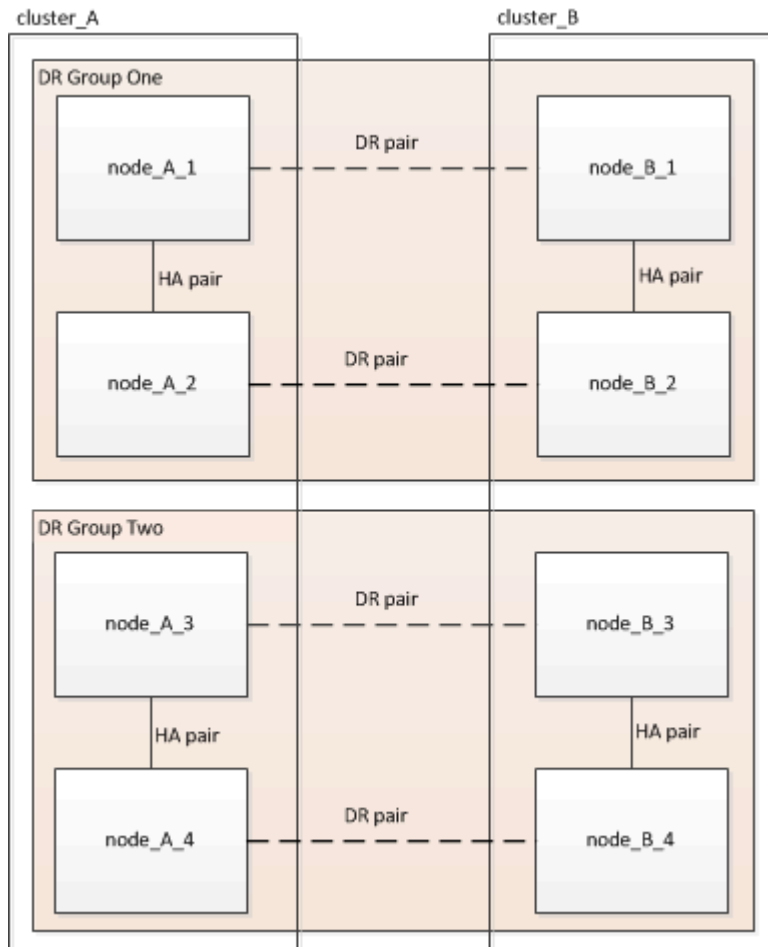 cluster_A
cluster_B
DR Group One
node_A_1
DR pair
node_B_1
HA pair
HA pair
node_A_2
DR pair
node_B_2
DR Group Two
node_A_3
DR pair
node_B_3
HA pair
HA pair
node_A_4
DR pair
node_B_4